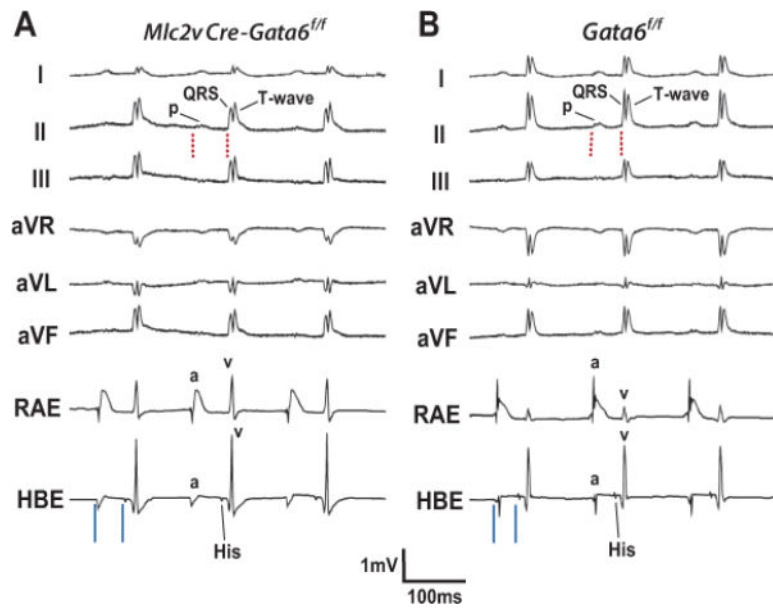 A
Mlc2v Cre-Gata6f/f
I
II
p
QRS
T-wave
III
aVR
aVL
aVF
RAE
a
v
HBE
a
v
His
B
Gata6f/f
I
II
p
QRS
T-wave
III
aVR
aVL
aVF
RAE
a
v
HBE
a
v
His
1mV
100ms